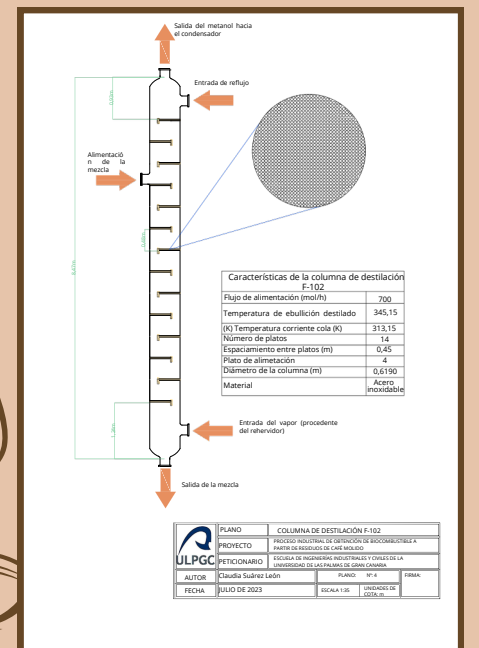 Salida del metanol hacia
el condensador
Entrada de reflujo
Alimentació
n de la
mezcla
Características de la columna de destilación
F-102
Flujo de alimentación (mol/h) 700
Temperatura de ebullición destilado 345,15
(K) Temperatura corriente cola (K) 313,15
Número de platos 14
Espaciamiento entre platos (m) 0,45
Plato de alimetación 4
Diámetro de la columna (m) 0,6190
Material Acero
inoxidable
Entrada del vapor (procedente
del rehervidor)
Salida de la mezcla
ULPGC
PLANO COLUMNA DE DESTILACIÓN F-102
PROYECTO PROCESO INDUSTRIAL DE OBTENCIÓN DE BIOCOMBUSTIBLE A
PARTIR DE RESIDUOS DE CAFÉ MOLIDO
PETICIONARIO ESCUELA DE INGENIERÍAS INDUSTRIALES Y CIVILES DE LA
UNIVERSIDAD DE LAS PALMAS DE GRAN CANARIA
AUTOR Claudia Suárez León PLANO: Nº: 4 FIRMA:
FECHA JULIO DE 2023 ESCALA 1:35 UNIDADES DE
COTA: m